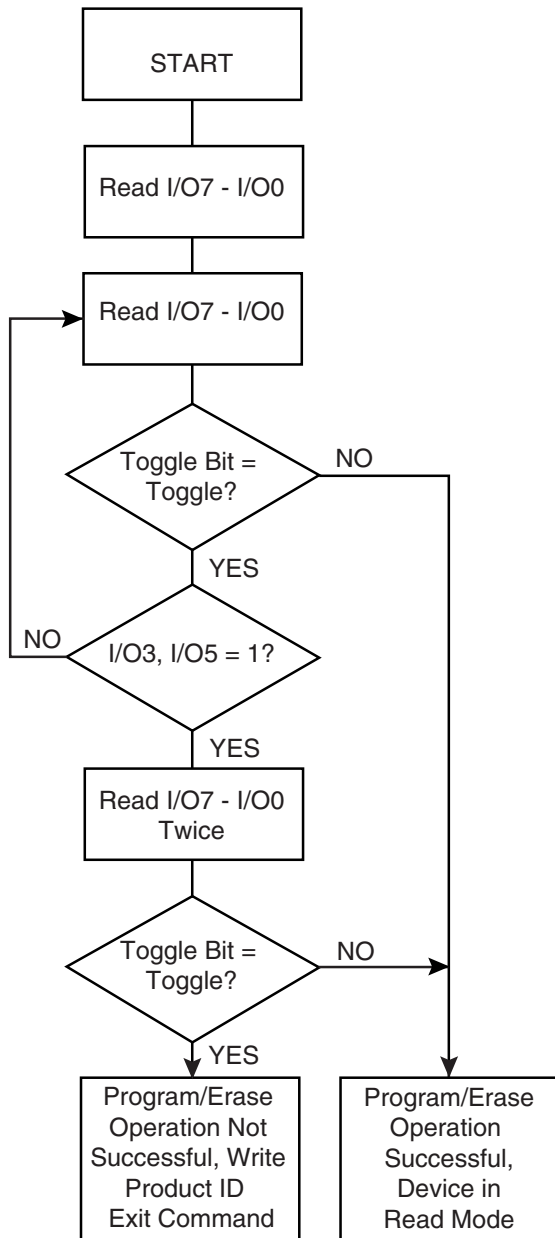 START
Read I/O7 - I/O0
Read I/O7 - I/O0
Toggle Bit =
Toggle?
NO
YES
NO
I/O3, I/O5 = 1?
YES
Read I/O7 - I/O0
Twice
Toggle Bit =
Toggle?
NO
YES
Program/Erase
Operation Not
Successful, Write
Product ID
Exit Command
Program/Erase
Operation
Successful,
Device in
Read Mode